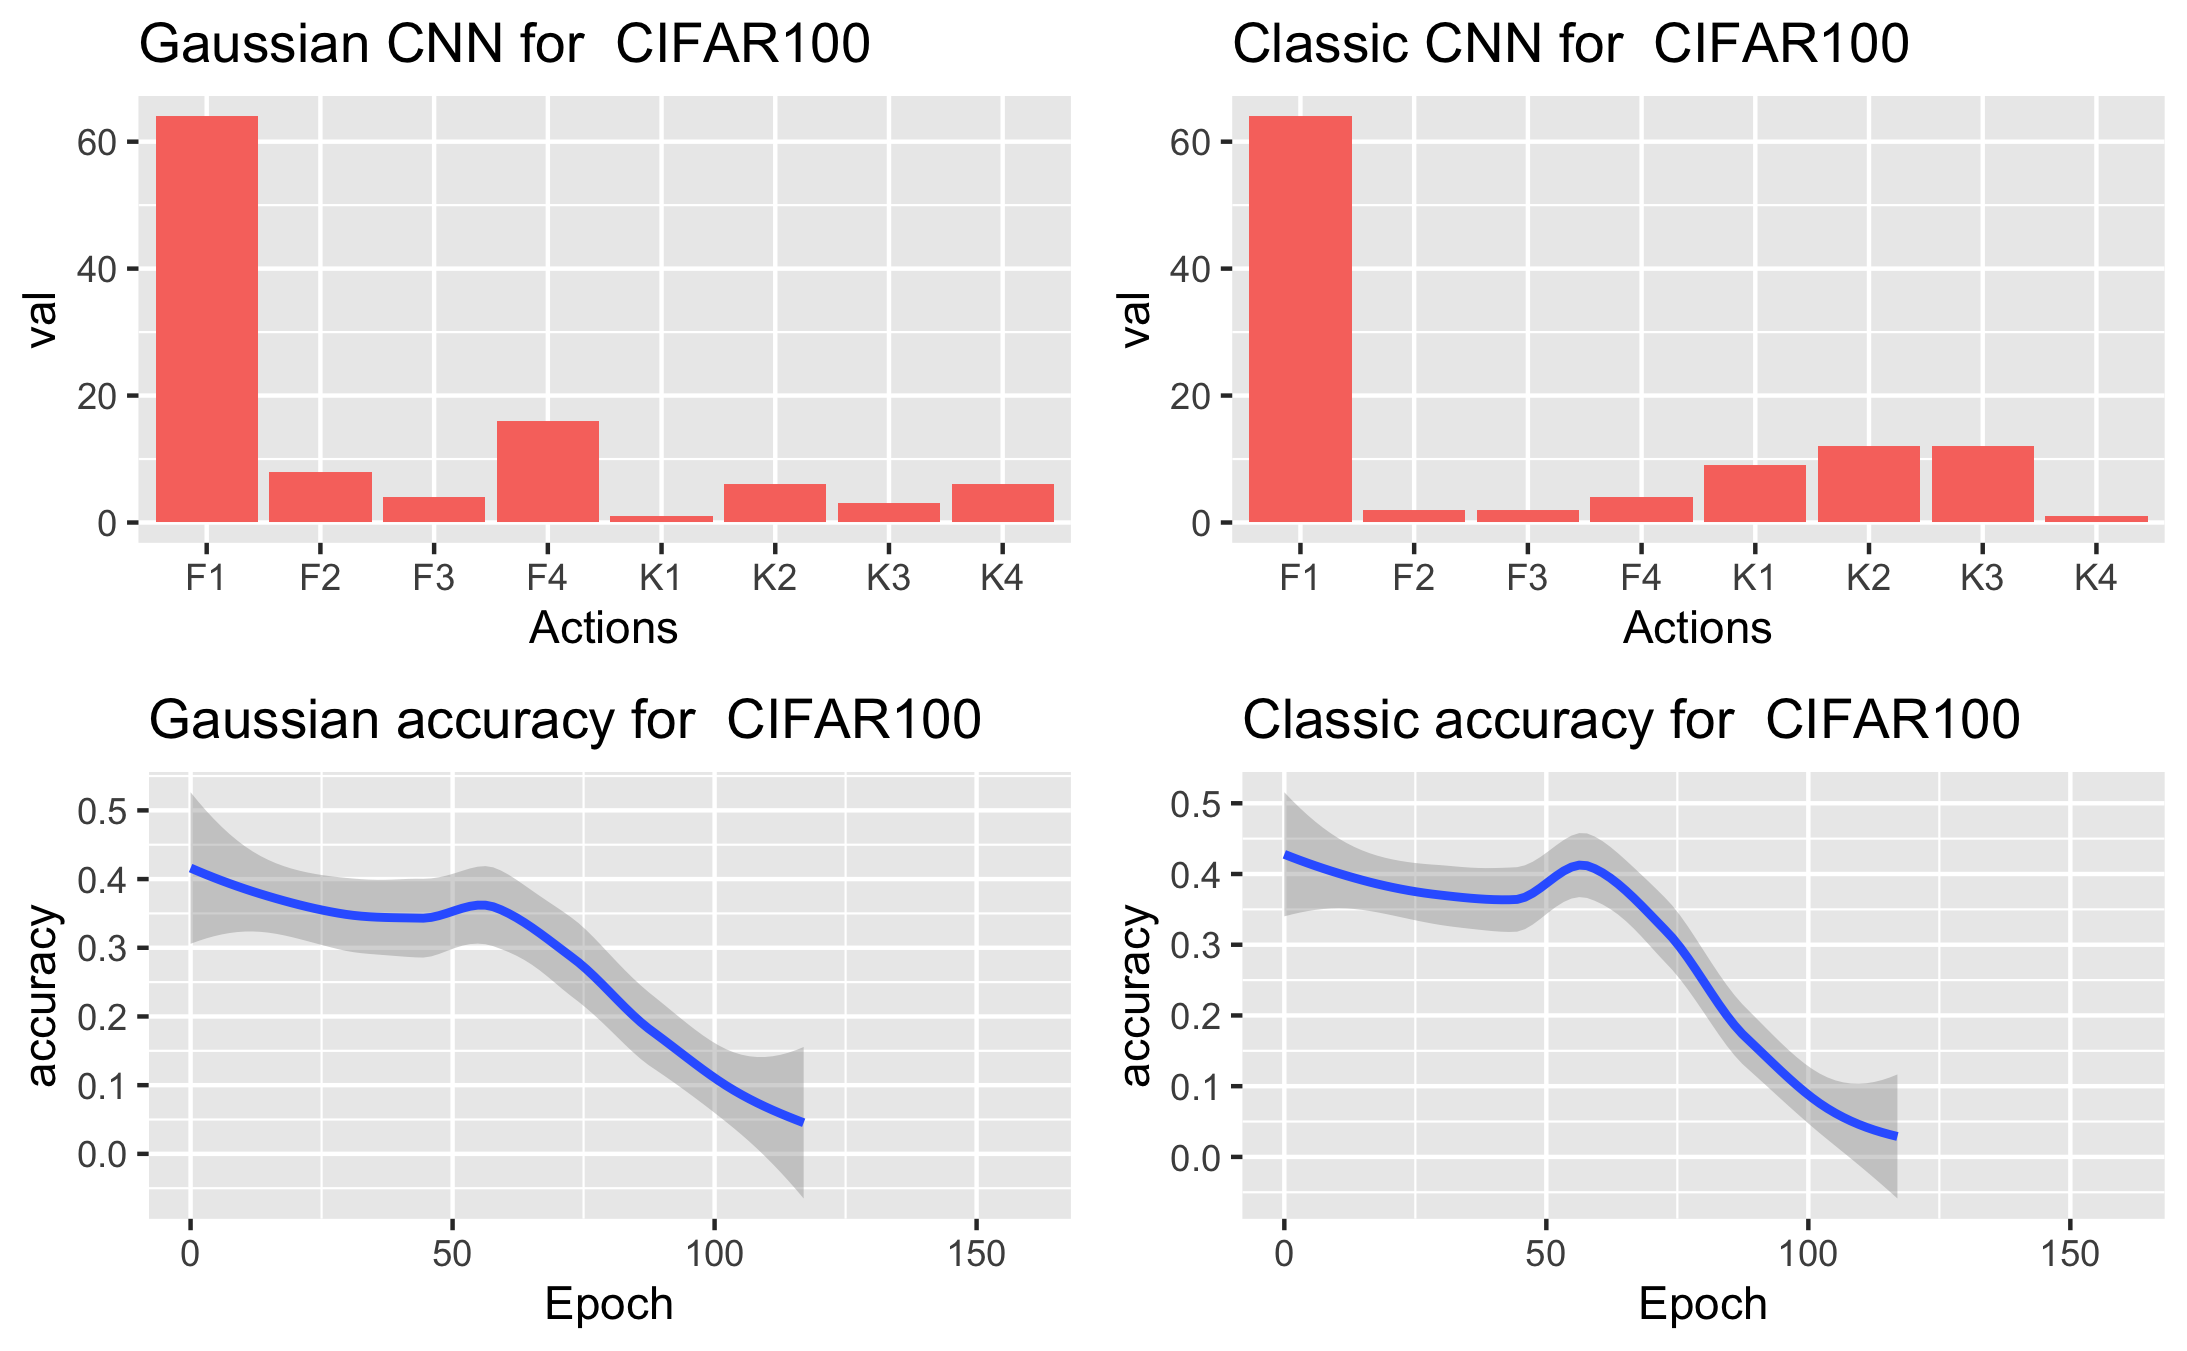 Gaussian CNN for  CIFAR100
60
40
20
0
val
F1 F2 F3 F4 K1 K2 K3 K4
Actions
Classic CNN for  CIFAR100
60
40
20
0
val
F1 F2 F3 F4 K1 K2 K3 K4
Actions
Gaussian accuracy for  CIFAR100
0.5
0.4
0.3
0.2
0.1
0.0
accuracy
0 50 100 150
Epoch
Classic accuracy for  CIFAR100
0.5
0.4
0.3
0.2
0.1
0.0
accuracy
0 50 100 150
Epoch